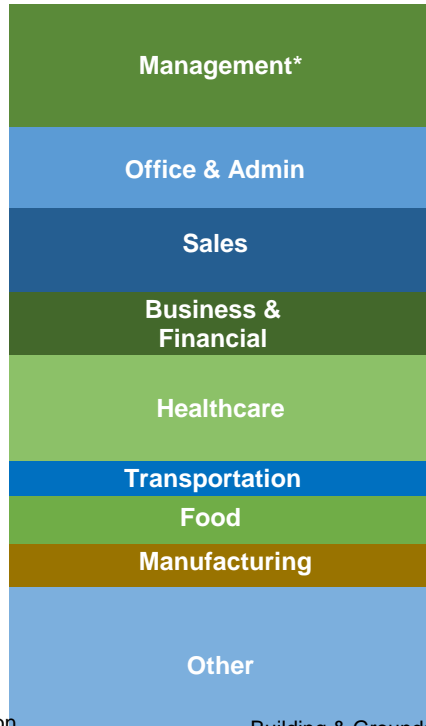 Management*
Office & Admin
Sales
Business &
Financial
Healthcare
Transportation
Food
Manufacturing
Other